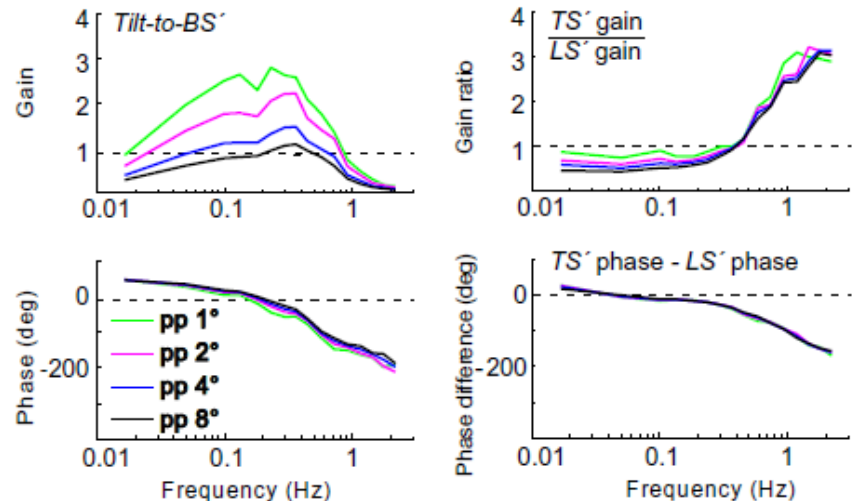 Tilt-to-BS´
Gain
4
3
2
1
0.01
0.1
1
TS´ gain
LS´ gain
Gain ratio
4
3
2
1
0.01
0.1
1
Phase (deg)
0
-200
pp 1°
pp 2°
pp 4°
pp 8°
0.01
0.1
1
Frequency (Hz)
TS´ phase - LS´ phase
Phase difference (deg)
0
-200
0.01
0.1
1
Frequency (Hz)